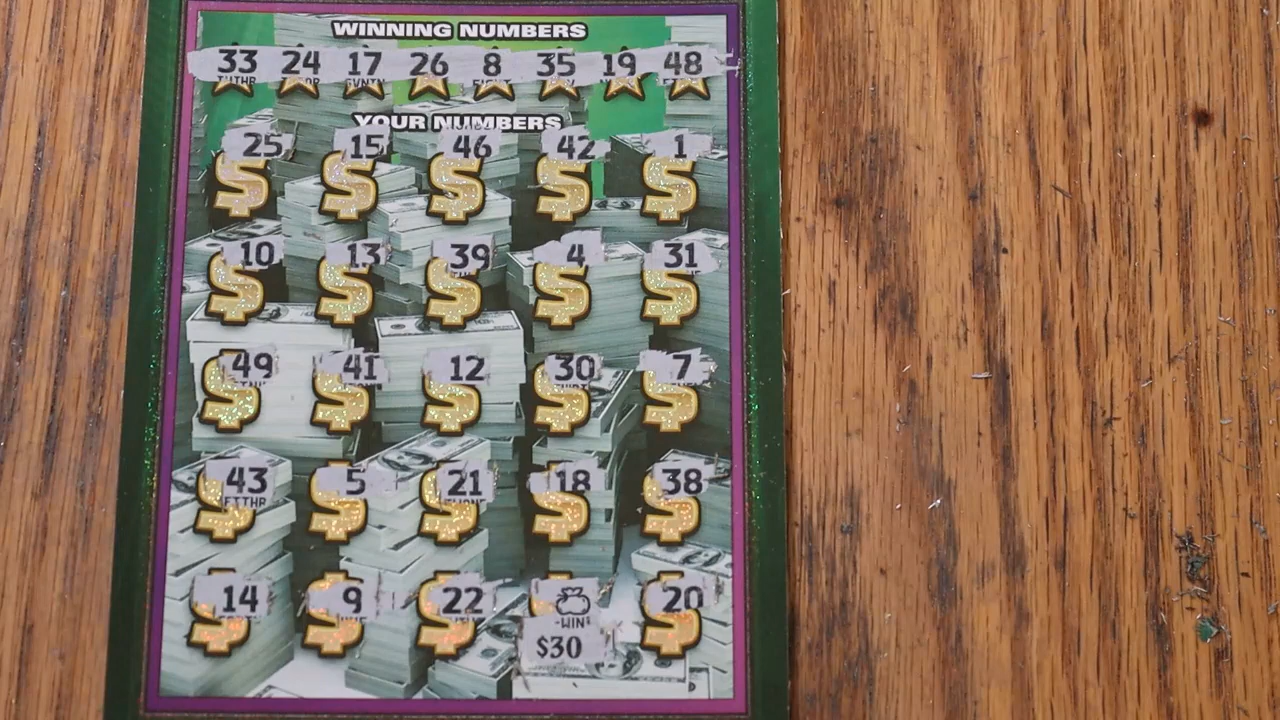 WINNING NUMBERS
33 24 17 26 8 35 19 48
YOUR NUMBERS
25 15 46 42 1
10 13 39 4 31
49 41 12 30 7
43 5 21 18 38
FTTHR
14 9 22 20
WIN
$30